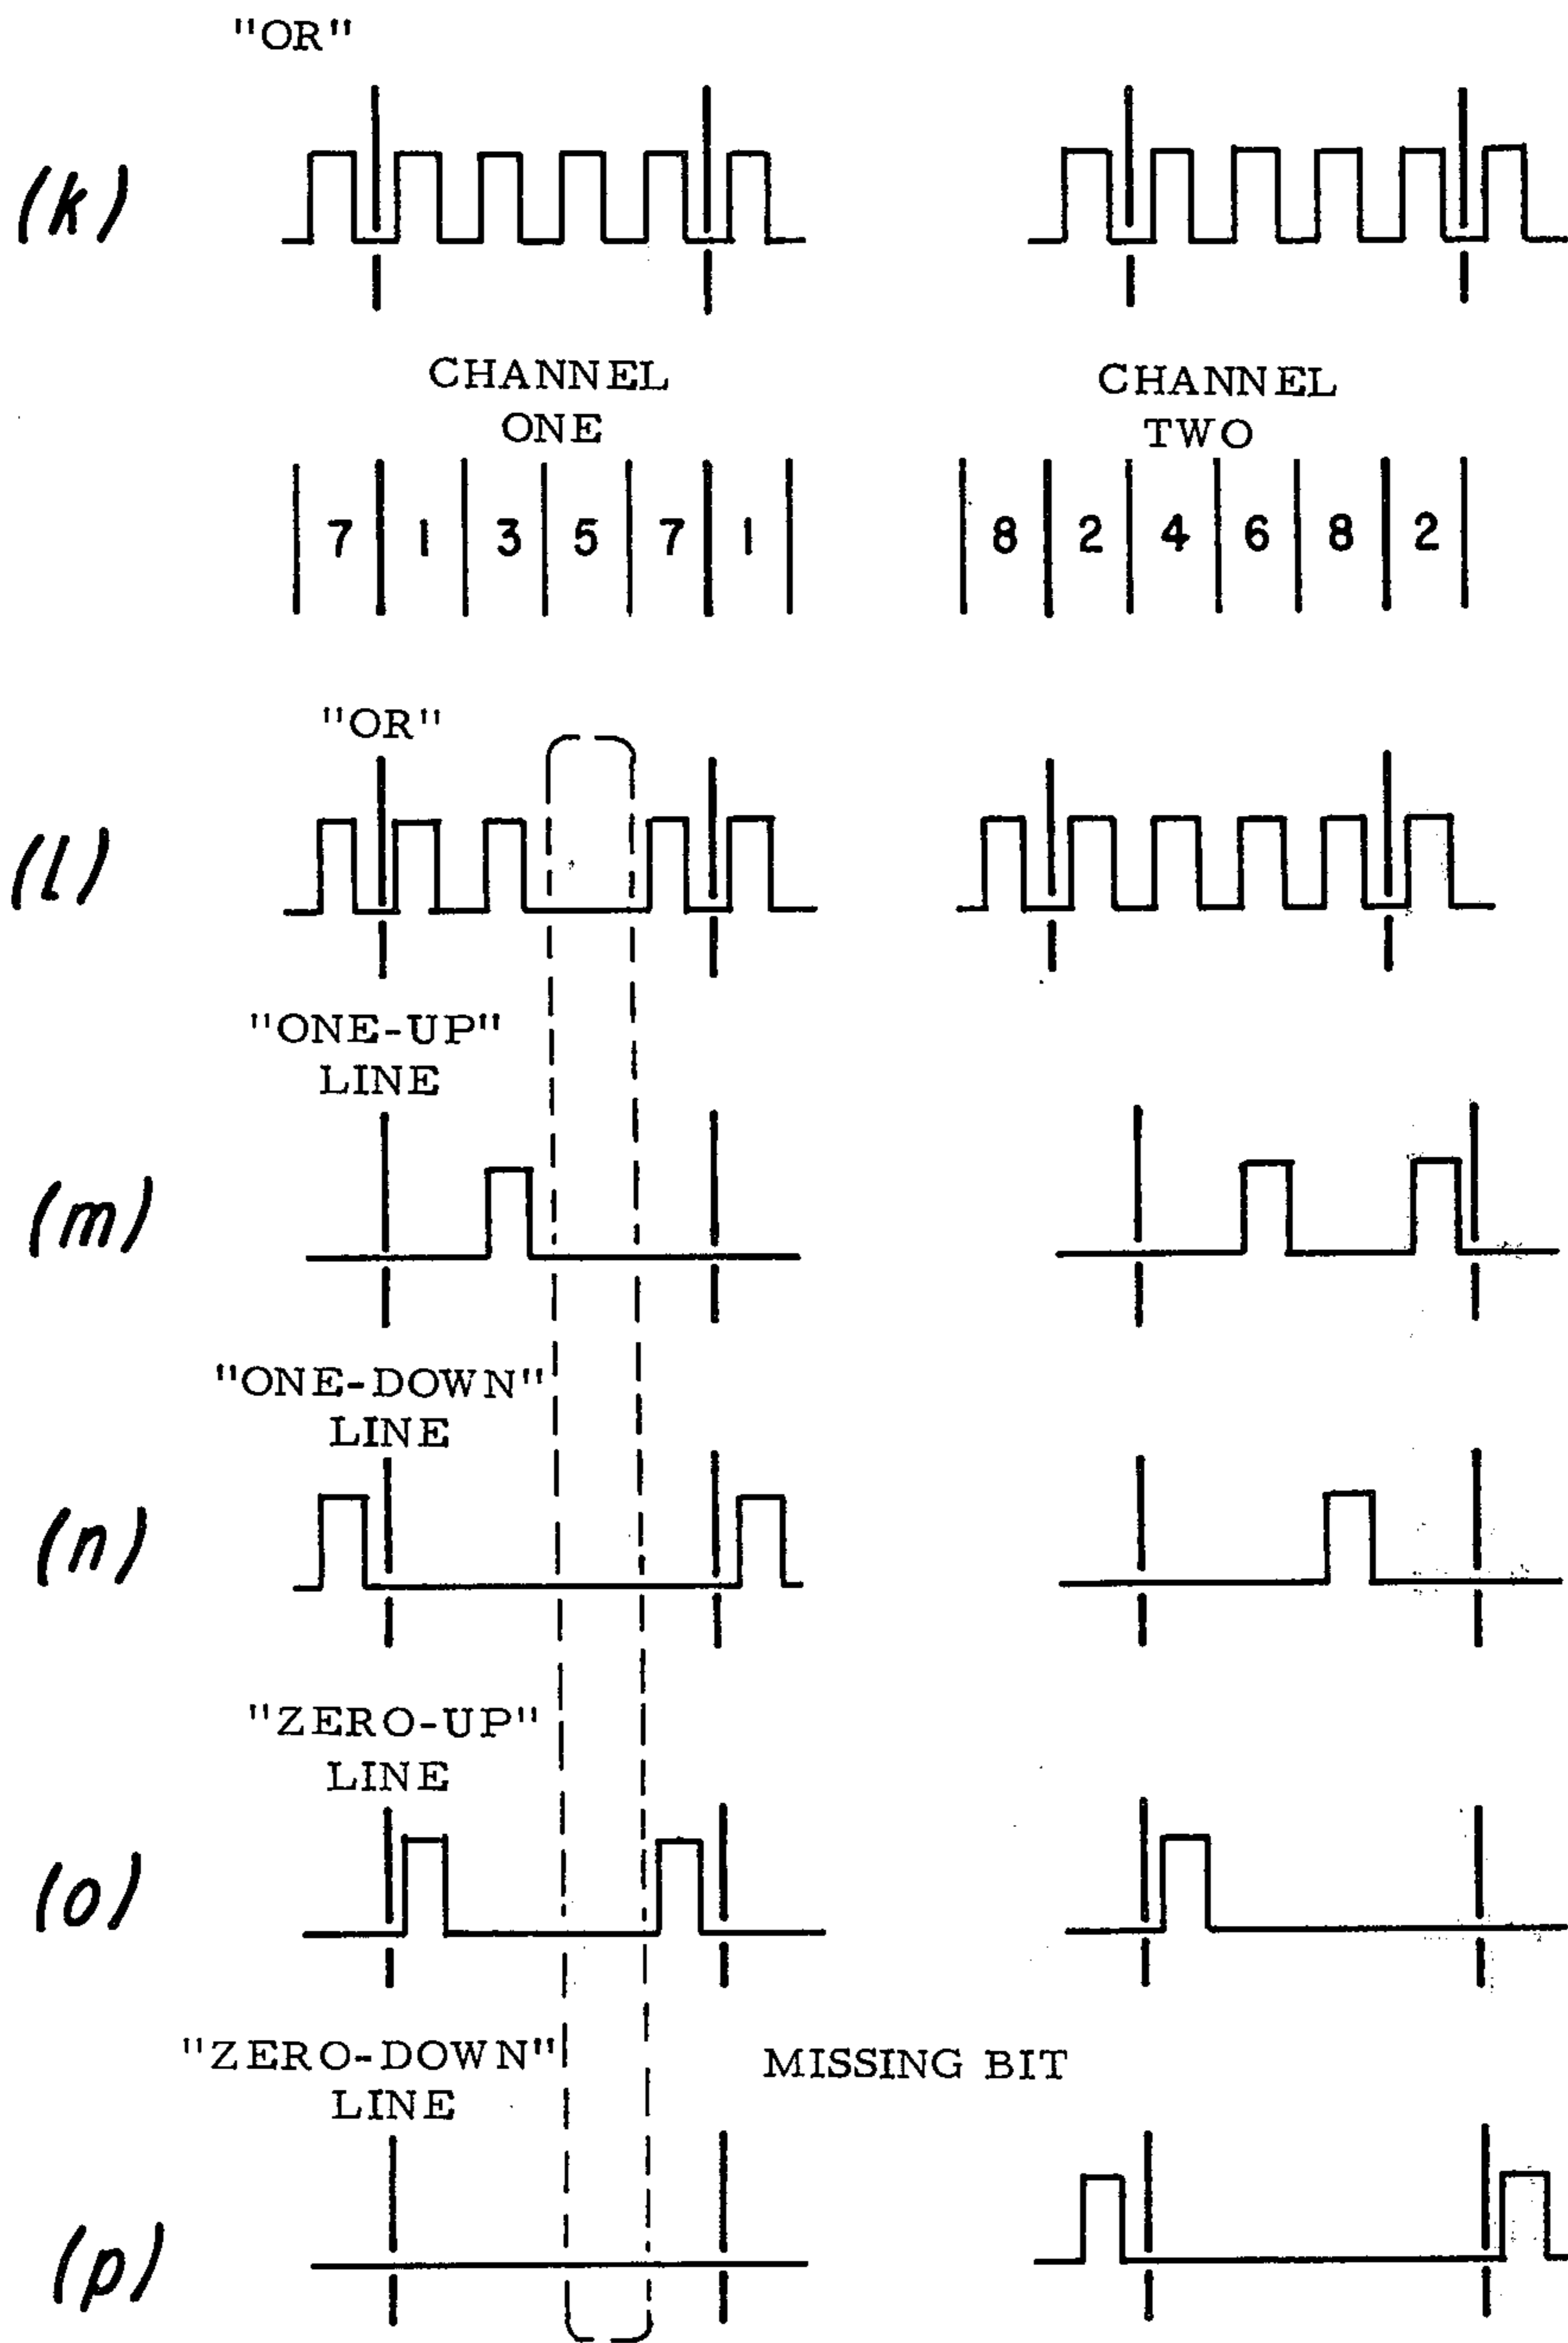 "OR"
(k)
CHANNEL ONE
CHANNEL TWO
7 1 3 5 7 1
8 2 4 6 8 2
"OR"
(l)
"ONE-UP"
LINE
(m)
"ONE-DOWN"
LINE
(n)
"ZERO-UP"
LINE
(o)
"ZERO-DOWN"
LINE
MISSING BIT
(p)